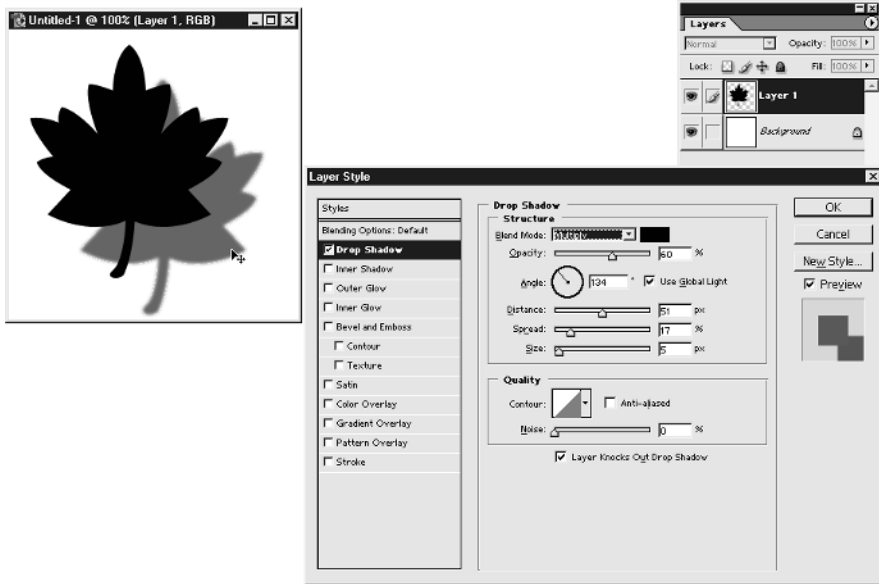 Untitled-1 @ 100% (Layer 1, RGB)
Layers
Normal Opacity: 100%
Lock: Fill: 100%
Layer 1
Background
Layer Style
Styles
Blending Options: Default
Drop Shadow
Inner Shadow
Outer Glow
Inner Glow
Bevel and Emboss
Contour
Texture
Satin
Color Overlay
Gradient Overlay
Pattern Overlay
Stroke
Drop Shadow
Structure
Blend Mode: Multiply
Opacity: 60 %
Angle: 134 ° Use Global Light
Distance: 51 px
Spread: 17 %
Size: 5 px
Quality
Contour: Anti-aliased
Noise: 0 %
Layer Knocks Out Drop Shadow
OK
Cancel
New Style...
Preview